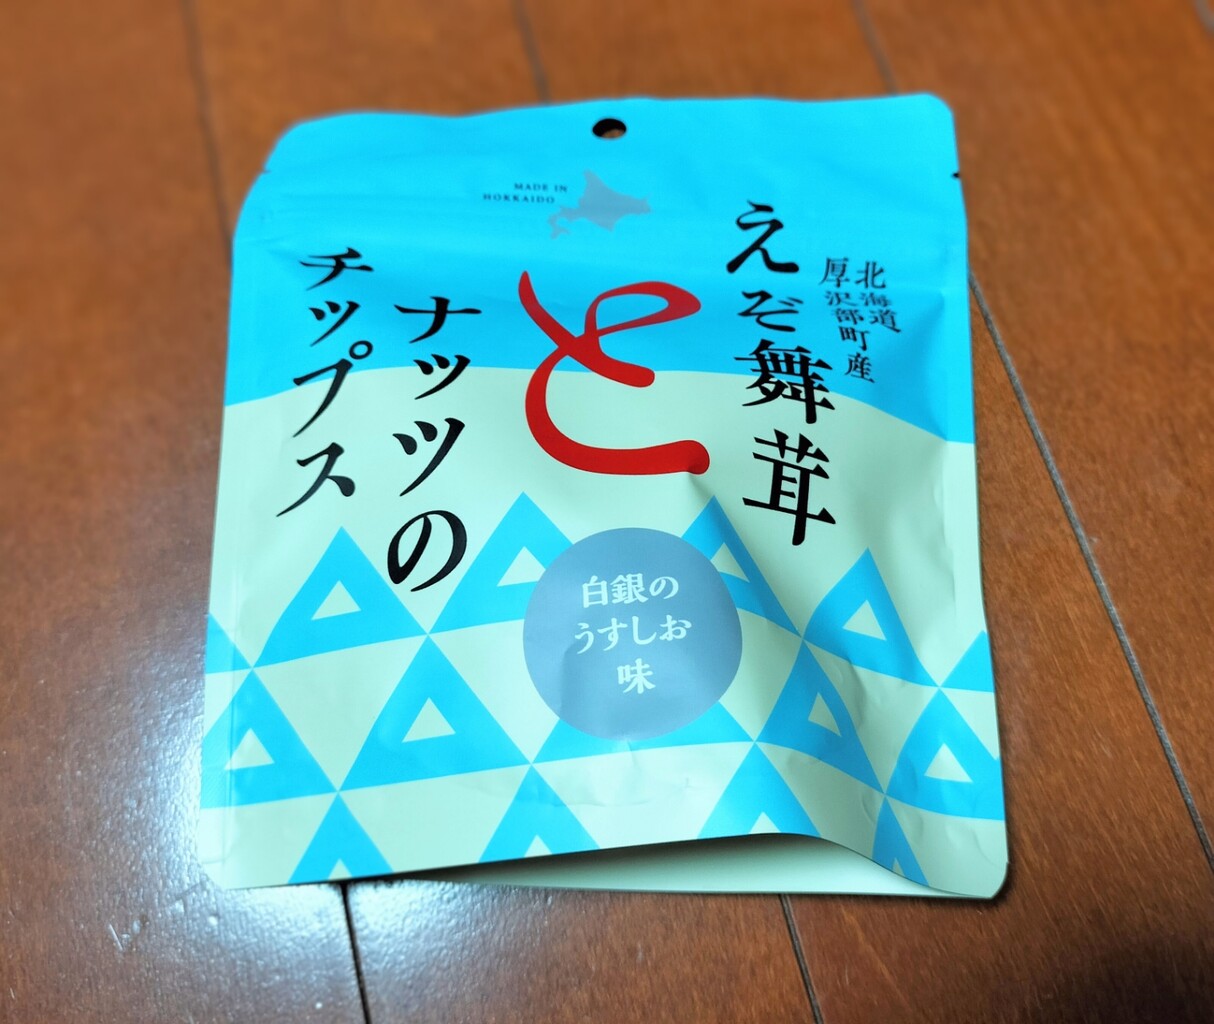 MADE IN
HOKKAIDO
北海道
厚沢部町産
えぞ舞茸
と
ナッツの
チップス
白銀の
うすしお
味